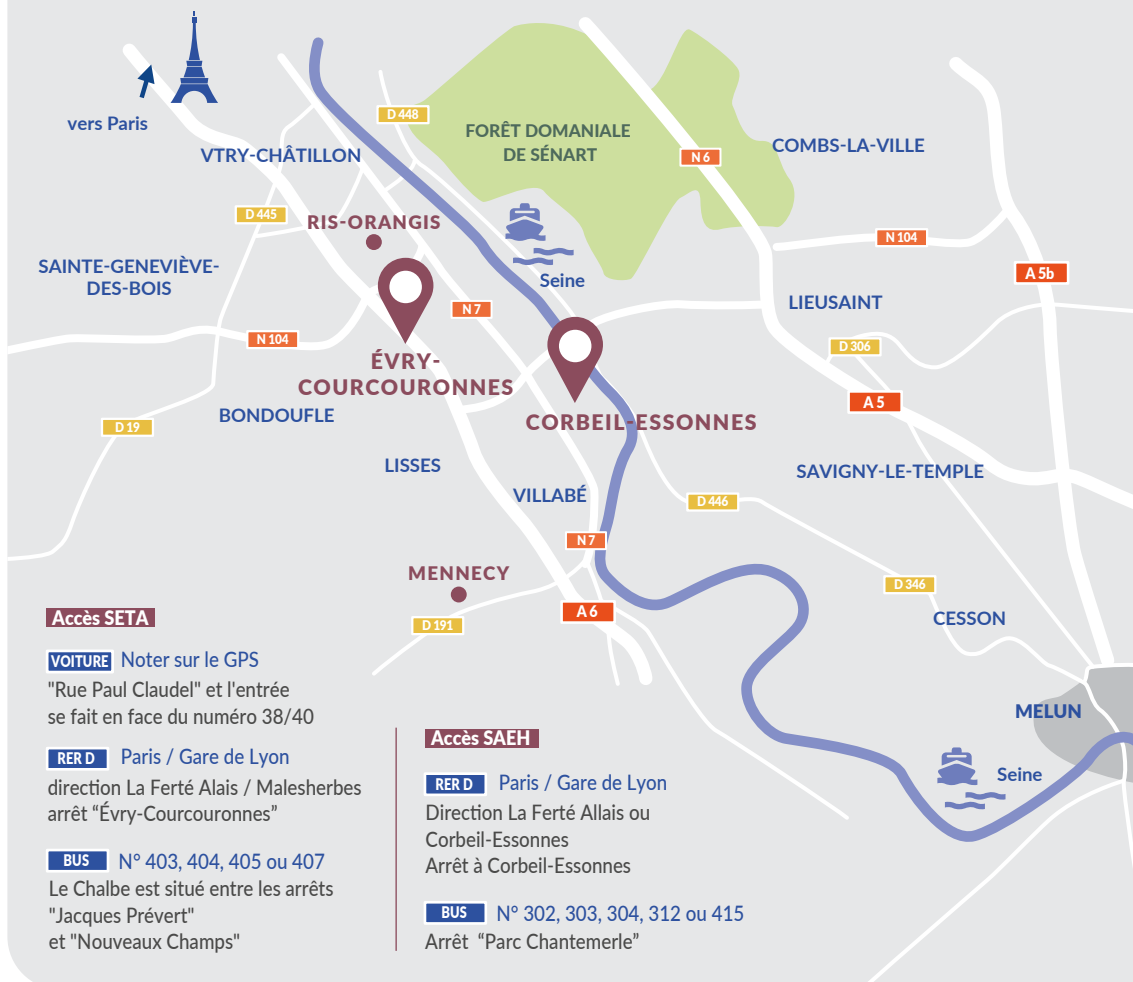 vers Paris
D 448
FORÊT DOMANIALE
DE SÉNART
COMBS-LA-VILLE
VTRY-CHÂTILLON
N 6
D 445
RIS-ORANGIS
N 104
SAINTE-GENEVIÈVE-
DES-BOIS
A 5b
Seine
LIEUSAINT
N 7
N 104
D 306
ÉVRY-
COURCOURONNES
A 5
BONDOUFLE
CORBEIL-ESSONNES
D 19
LISSES
SAVIGNY-LE-TEMPLE
VILLABÉ
D 446
N 7
MENNECY
D 346
A 6
CESSON
D 191
MELUN
Seine
Accès SETA
VOITURE Noter sur le GPS
"Rue Paul Claudel" et l'entrée
se fait en face du numéro 38/40
RER D Paris / Gare de Lyon
direction La Ferté Alais / Malesherbes
arrêt “Évry-Courcouronnes”
BUS N° 403, 404, 405 ou 407
Le Chalbe est situé entre les arrêts
"Jacques Prévert"
et "Nouveaux Champs"
Accès SAEH
RER D Paris / Gare de Lyon
Direction La Ferté Allais ou
Corbeil-Essonnes
Arrêt à Corbeil-Essonnes
BUS N° 302, 303, 304, 312 ou 415
Arrêt “Parc Chantemerle”